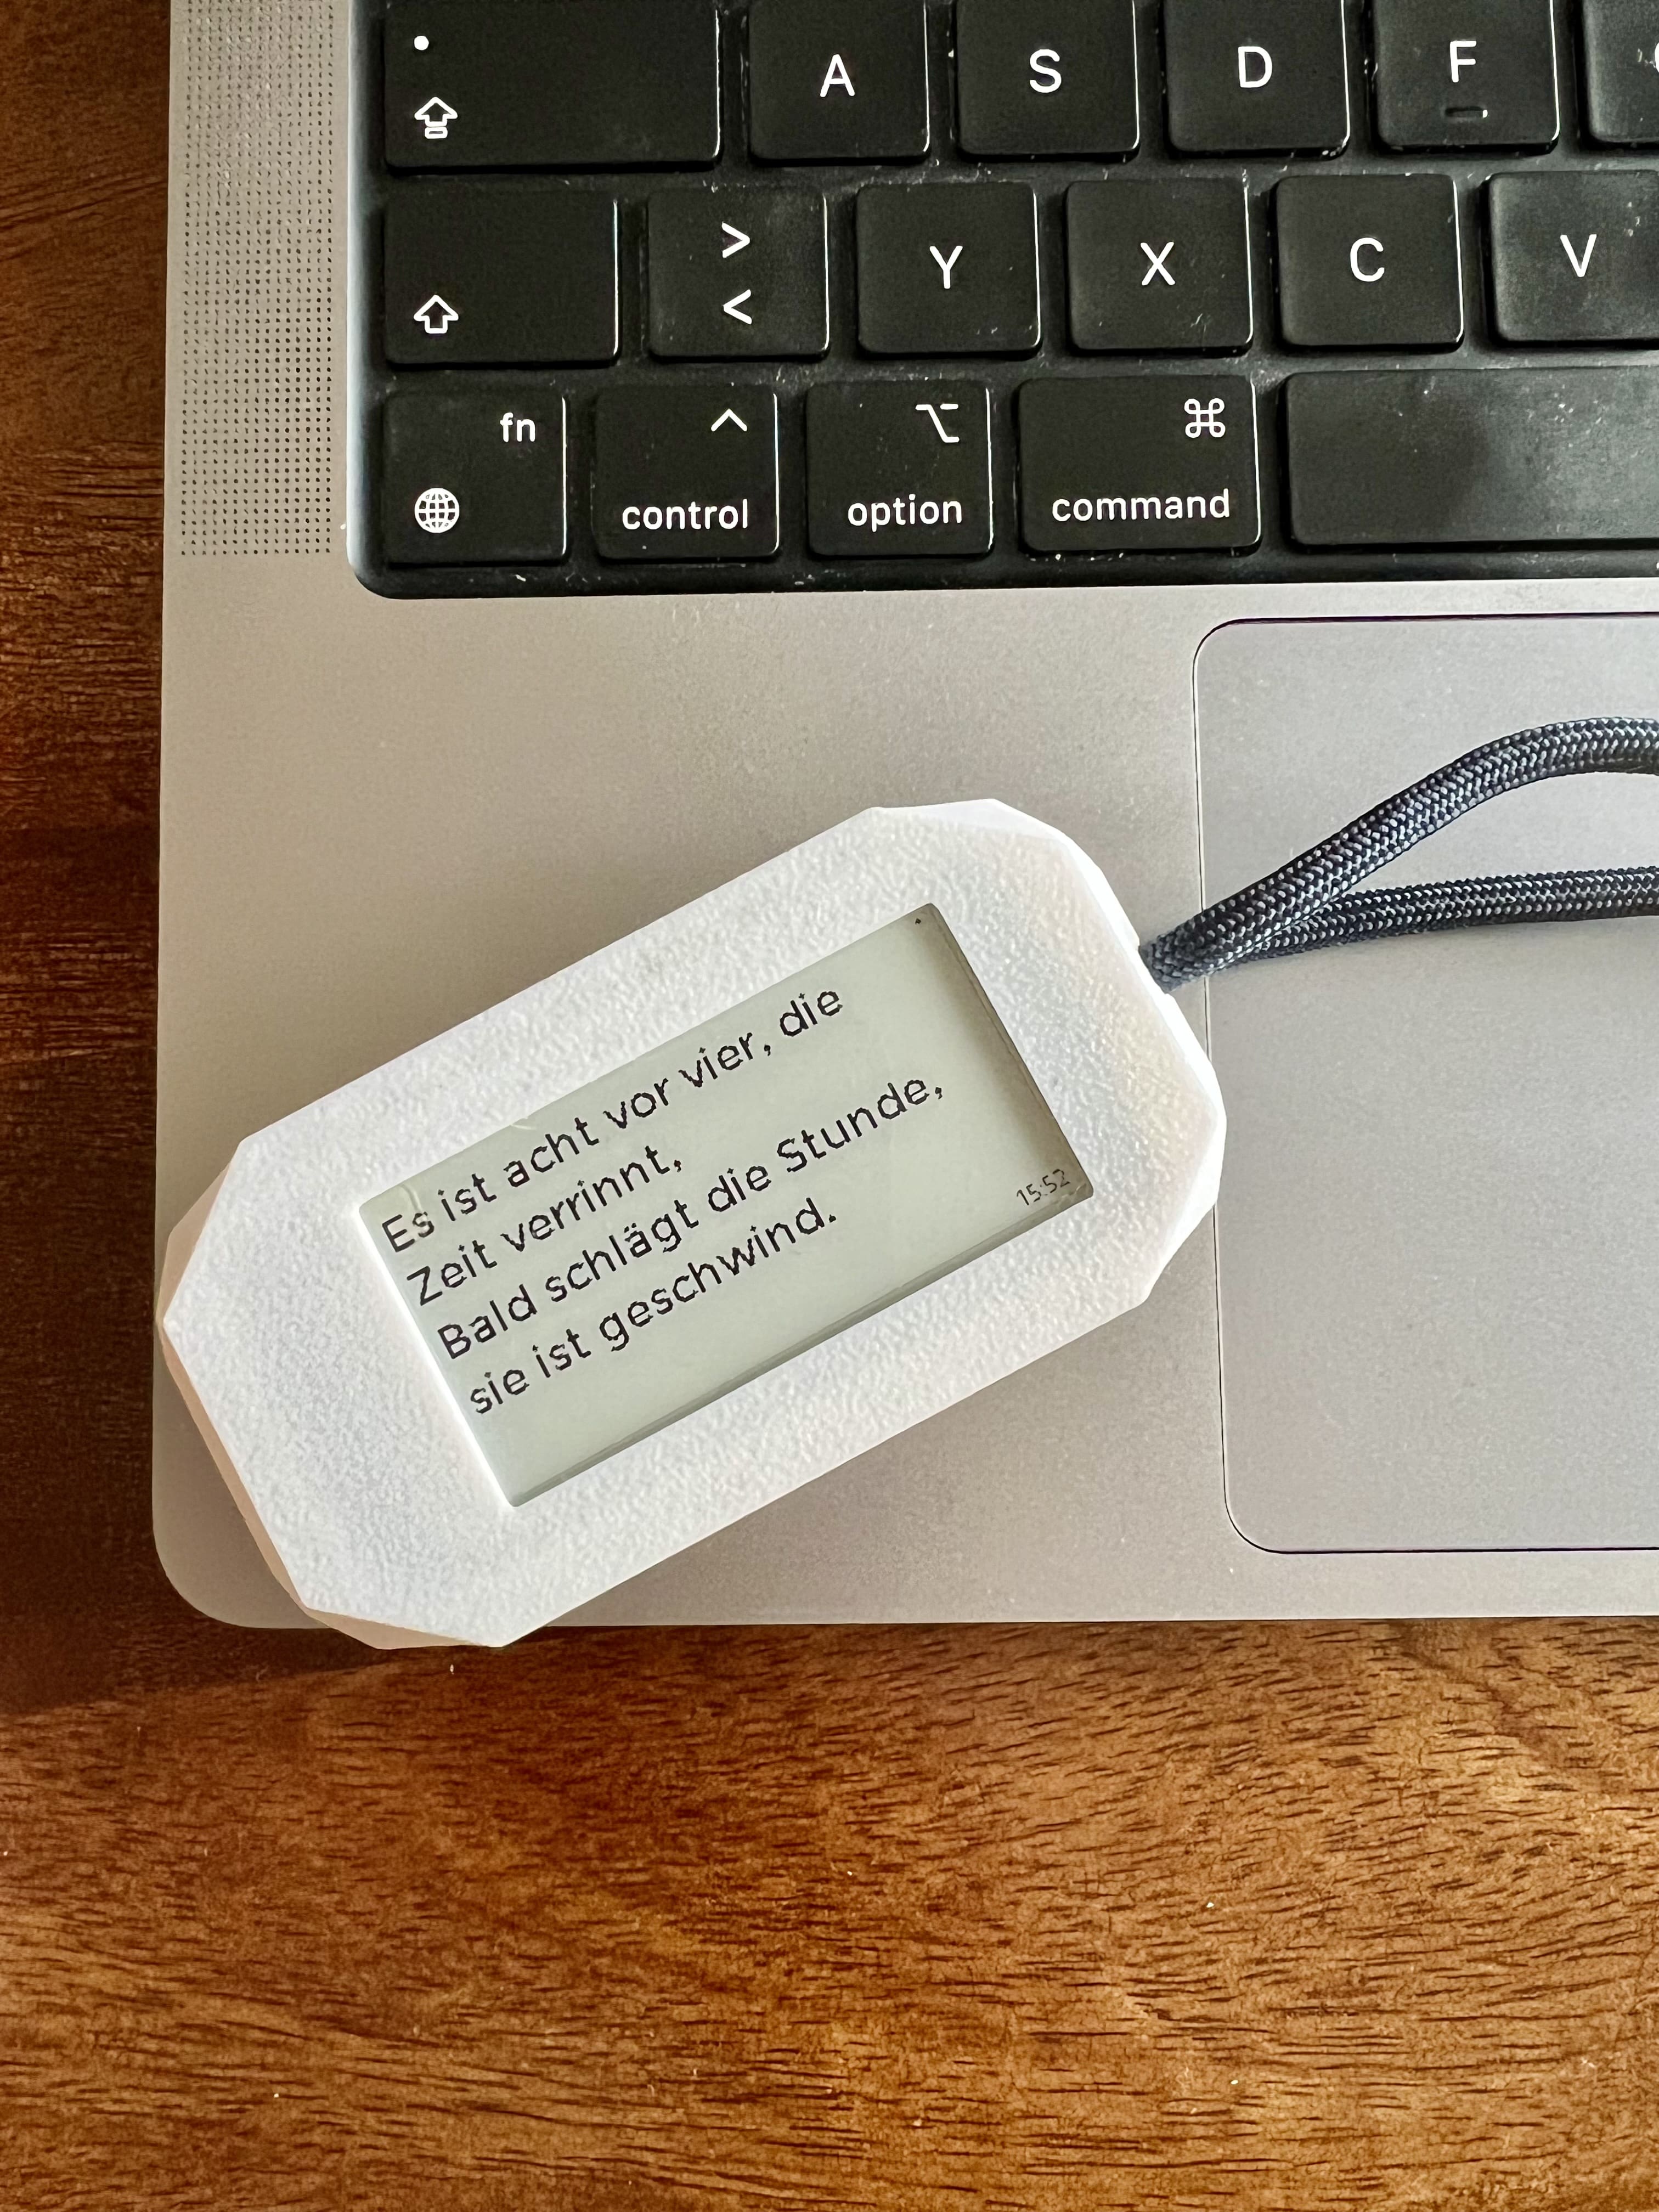 A S D F
> 
< Y X C V
fn ^ ⌥ ⌘
control option command
Es ist acht vor vier, die
Zeit verrinnt,
Bald schlägt die Stunde,
sie ist geschwind.
15:52